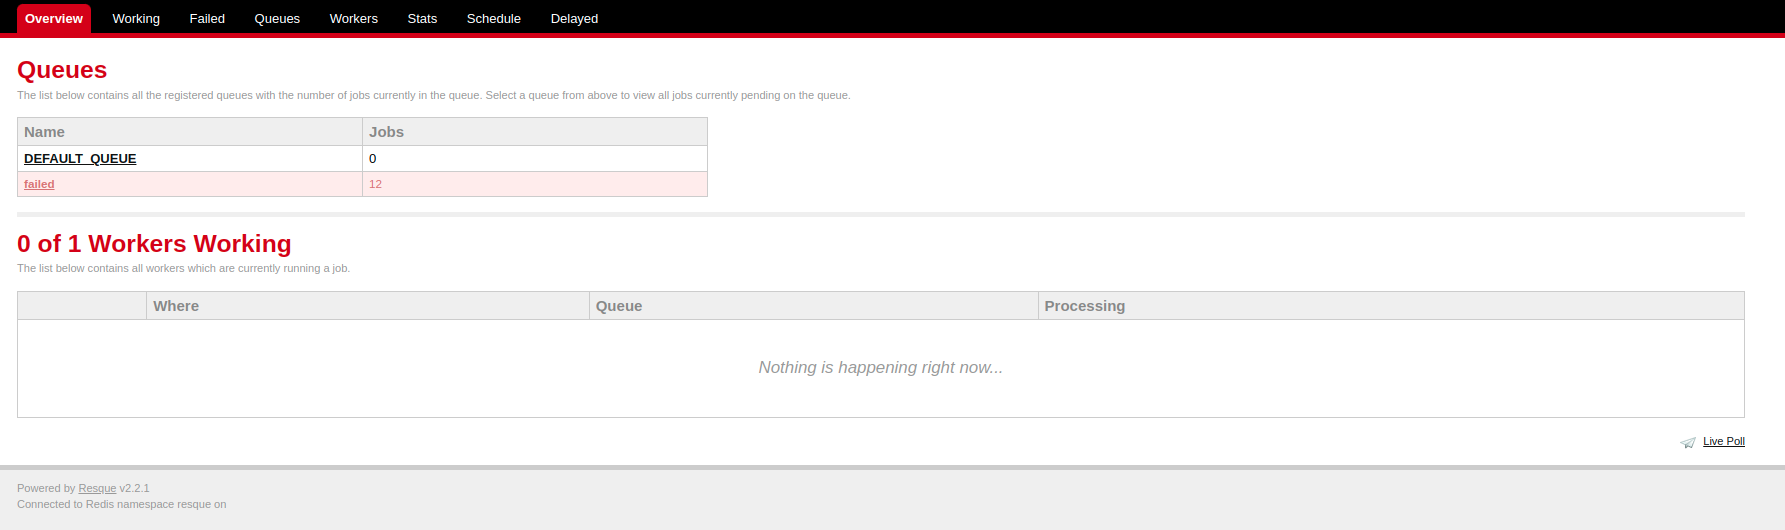 Overview Working Failed Queues Workers Stats Schedule Delayed
Queues
The list below contains all the registered queues with the number of jobs currently in the queue. Select a queue from above to view all jobs currently pending on the queue.
Name Jobs
DEFAULT_QUEUE 0
failed 12
0 of 1 Workers Working
The list below contains all workers which are currently running a job.
Where Queue Processing
Nothing is happening right now...
Live Poll
Powered by Resque v2.2.1
Connected to Redis namespace resque on